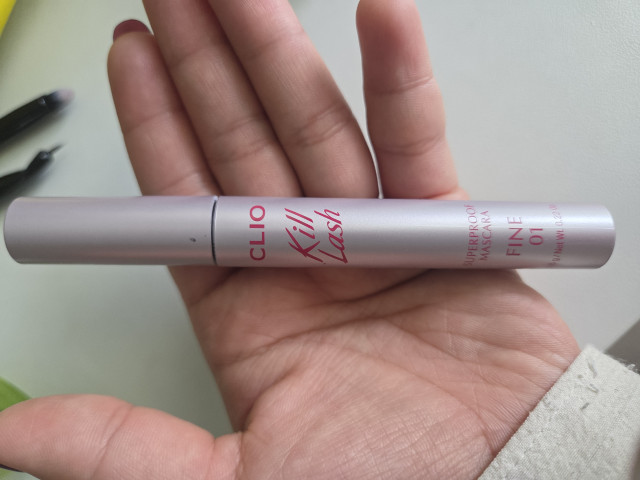 CLIO
Kill
Lash
SUPERPROOF
MASCARA
FINE
01